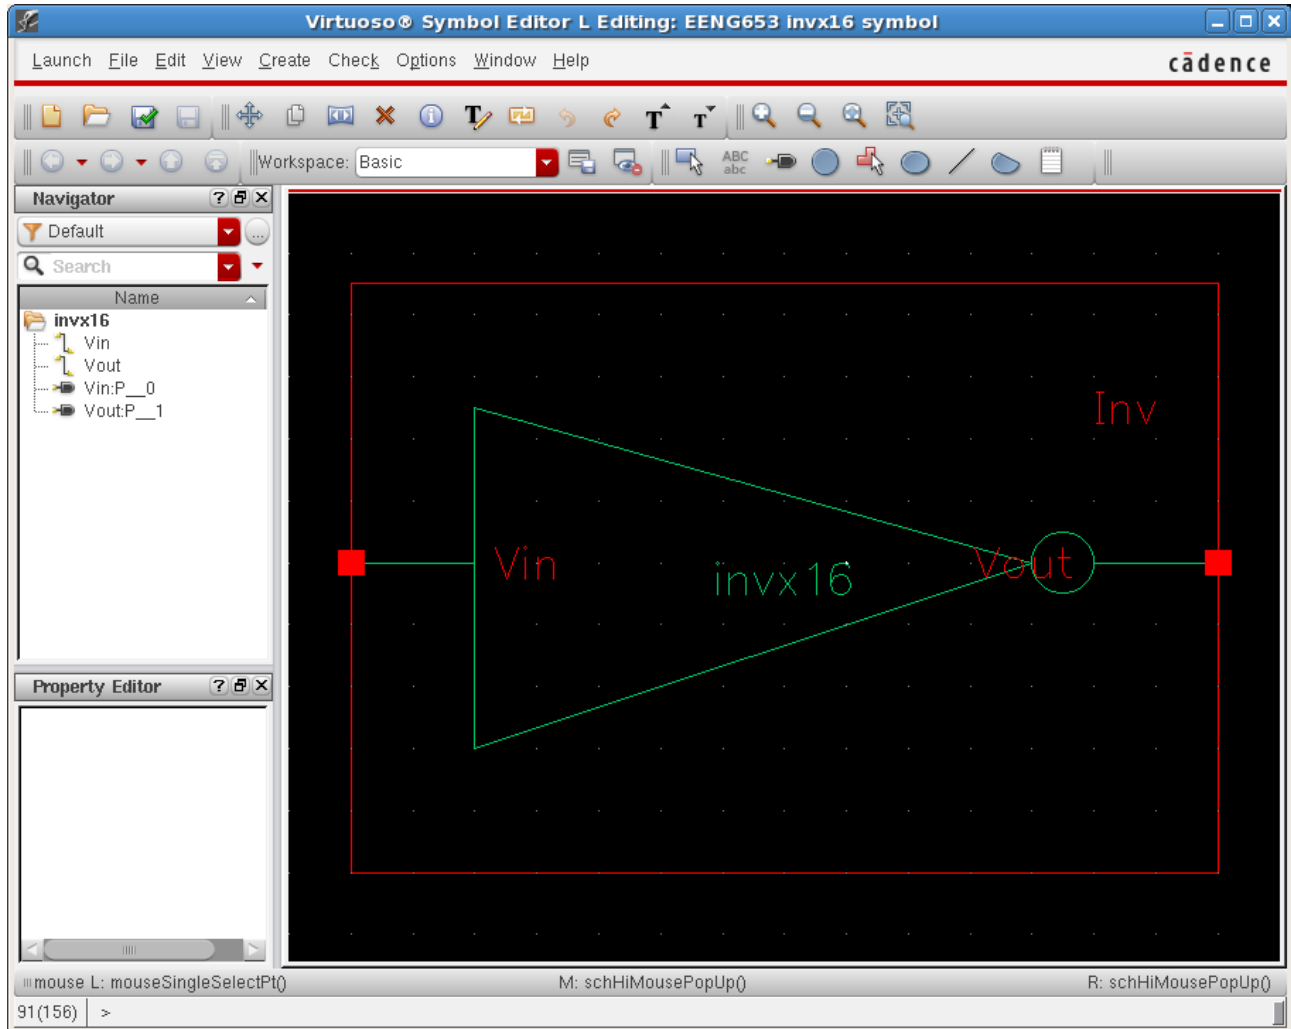 Virtuoso® Symbol Editor L Editing: EENG653 invx16 symbol
Launch File Edit View Create Check Options Window Help
cādence
T T T
Workspace: Basic
ABC
abc
Navigator
Default
...
Search
Name
invx16
Vin
Vout
Vin:P__0
Vout:P__1
Inv
Vin
invx16
Vout
Property Editor
mouse L: mouseSingleSelectPt() M: schHiMousePopUp() R: schHiMousePopUp()
91(156) >